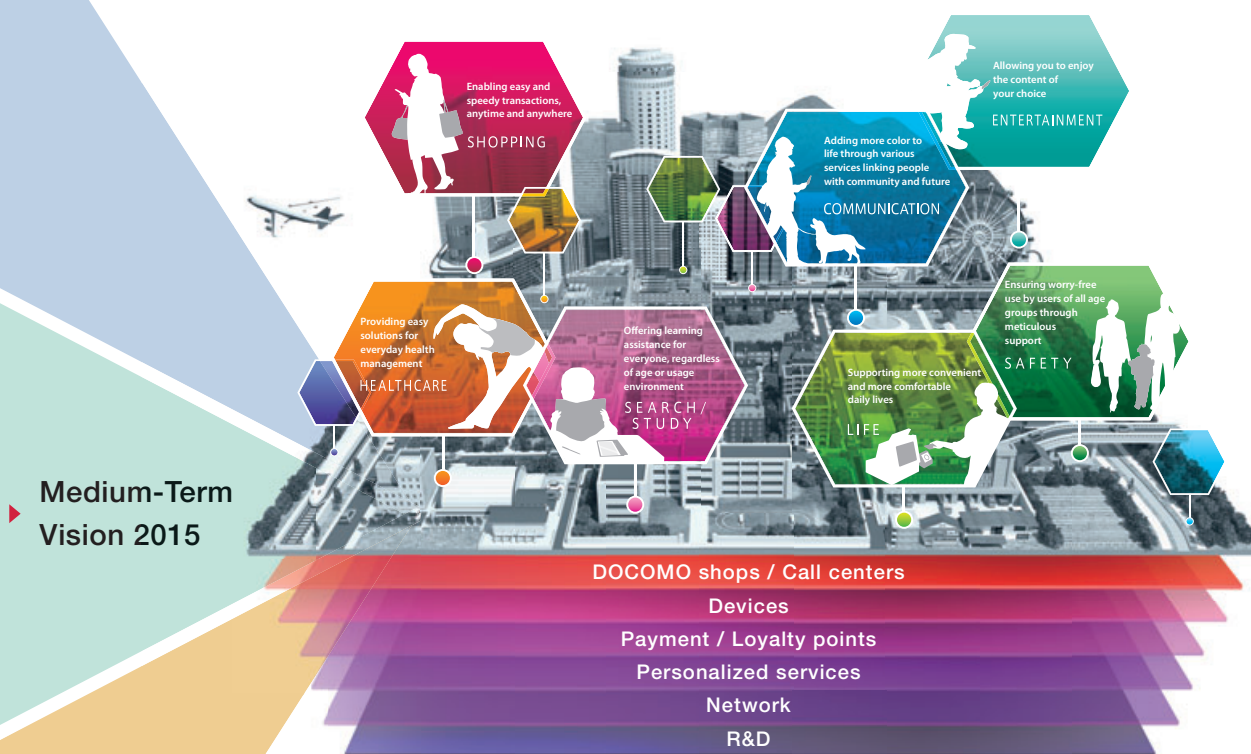 Enabling easy and
speedy transactions,
anytime and anywhere
SHOPPING
Allowing you to enjoy
the content of
your choice
ENTERTAINMENT
Adding more color to
life through various
services linking people
with community and future
COMMUNICATION
Providing easy
solutions for
everyday health
management
HEALTHCARE
Offering learning
assistance for
everyone, regardless
of age or usage
environment
SEARCH/
STUDY
Ensuring worry-free
use by users of all age
groups through
meticulous
support
SAFETY
Supporting more convenient
and more comfortable
daily lives
LIFE
Medium-Term
Vision 2015
DOCOMO shops / Call centers
Devices
Payment / Loyalty points
Personalized services
Network
R&D